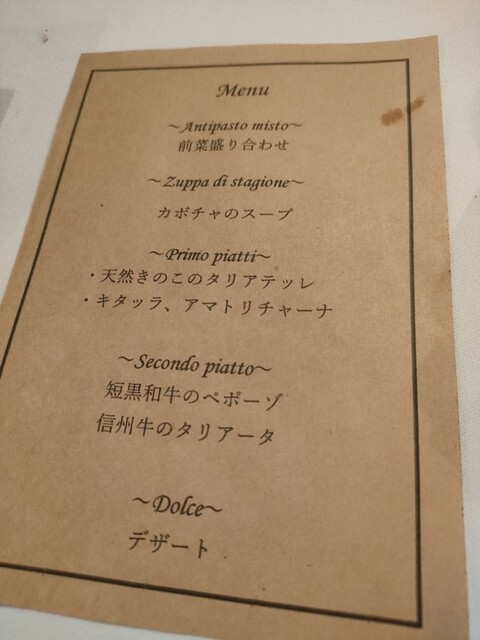 Menu
～Antipasto misto～
前菜盛り合わせ
～Zuppa di stagione～
カボチャのスープ
～Primo piatti～
・天然きのこのタリアテッレ
・キタッラ、アマトリチャーナ
～Secondo piatto～
短黒和牛のペポーゾ
信州牛のタリアータ
～Dolce～
デザート